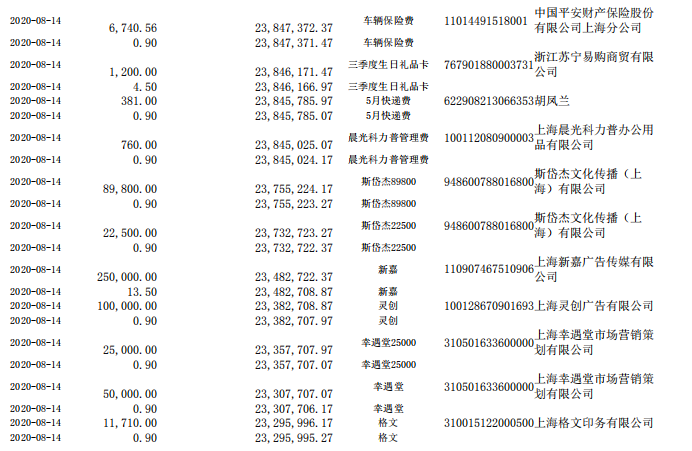 2020-08-14 6,740.56 23,847,372.37 车辆保险费 11014491518001 中国平安财产保险股份
有限公司上海分公司
2020-08-14 0.90 23,847,371.47 车辆保险费
2020-08-14 1,200.00 23,846,171.47 三季度生日礼品卡 767901880003731 浙江苏宁易购商贸有限
公司
2020-08-14 4.50 23,846,166.97 三季度生日礼品卡
2020-08-14 381.00 23,845,785.97 5月快递费 622908213066353 胡凤兰
2020-08-14 0.90 23,845,785.07 5月快递费
2020-08-14 760.00 23,845,025.07 晨光科力普管理费 100112080900003 上海晨光科力普办公用
品有限公司
2020-08-14 0.90 23,845,024.17 晨光科力普管理费
2020-08-14 89,800.00 23,755,224.17 斯岱杰89800 948600788016800 斯岱杰文化传播（上
海）有限公司
2020-08-14 0.90 23,755,223.27 斯岱杰89800
2020-08-14 22,500.00 23,732,723.27 斯岱杰22500 948600788016800 斯岱杰文化传播（上
海）有限公司
2020-08-14 0.90 23,732,722.37 斯岱杰22500
2020-08-14 250,000.00 23,482,722.37 新嘉 110907467510906 上海新嘉广告传媒有限
公司
2020-08-14 13.50 23,482,708.87 新嘉
2020-08-14 100,000.00 23,382,708.87 灵创 100128670901693 上海灵创广告有限公司
2020-08-14 0.90 23,382,707.97 灵创
2020-08-14 25,000.00 23,357,707.97 幸遇堂25000 310501633600000 上海幸遇堂市场营销策
划有限公司
2020-08-14 0.90 23,357,707.07 幸遇堂25000
2020-08-14 50,000.00 23,307,707.07 幸遇堂 310501633600000 上海幸遇堂市场营销策
划有限公司
2020-08-14 0.90 23,307,706.17 幸遇堂
2020-08-14 11,710.00 23,295,996.17 格文 310015122000500 上海格文印务有限公司
2020-08-14 0.90 23,295,995.27 格文